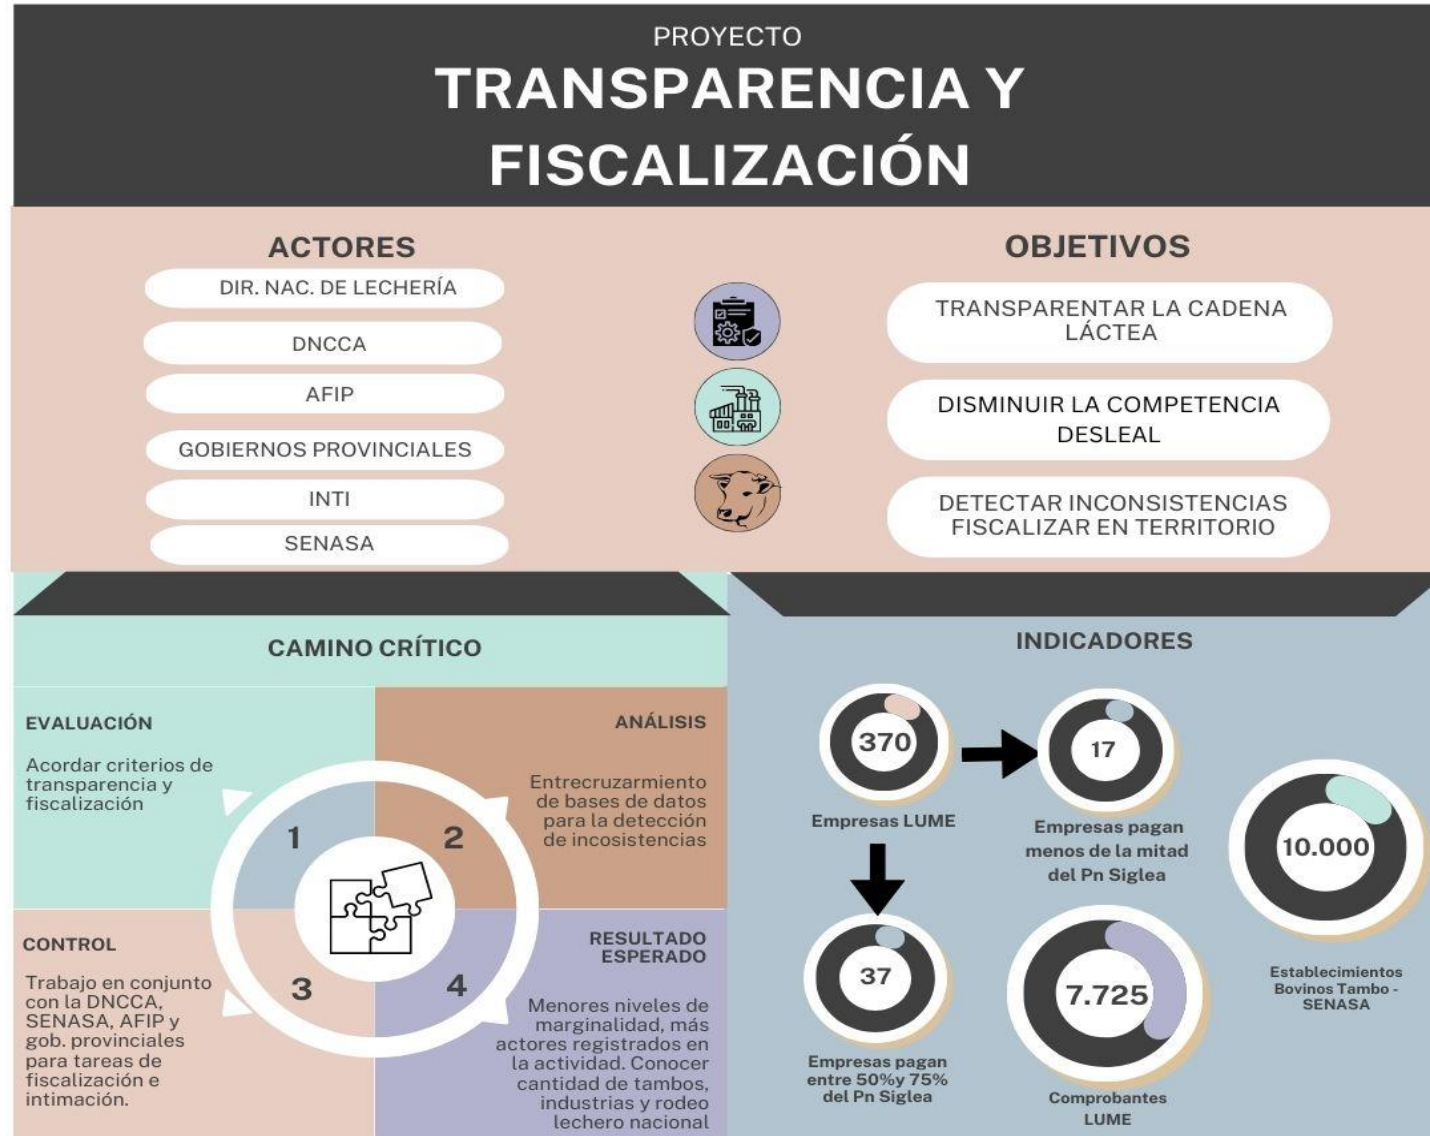 PROYECTO
TRANSPARENCIA Y
FISCALIZACIÓN
ACTORES
DIR. NAC. DE LECHERÍA
DNCCA
AFIP
GOBIERNOS PROVINCIALES
INTI
SENASA
OBJETIVOS
TRANSPARENTAR LA CADENA
LÁCTEA
DISMINUIR LA COMPETENCIA
DESLEAL
DETECTAR INCONSISTENCIAS
FISCALIZAR EN TERRITORIO
CAMINO CRÍTICO
EVALUACIÓN
Acordar criterios de
transparencia y
fiscalización
1
ANÁLISIS
Entrecruzarmiento
de bases de datos
para la detección
de incosistencias
2
CONTROL
Trabajo en conjunto
con la DNCCA,
SENASA, AFIP y
gob. provinciales
para tareas de
fiscalización e
intimación.
3
RESULTADO
ESPERADO
4
Menores niveles de
marginalidad, más
actores registrados en
la actividad. Conocer
cantidad de tambos,
industrias y rodeo
lechero nacional
INDICADORES
370
Empresas LUME
17
Empresas pagan
menos de la mitad
del Pn Siglea
10.000
Establecimientos
Bovinos Tambo -
SENASA
37
Empresas pagan
entre 50%y 75%
del Pn Siglea
7.725
Comprobantes
LUME